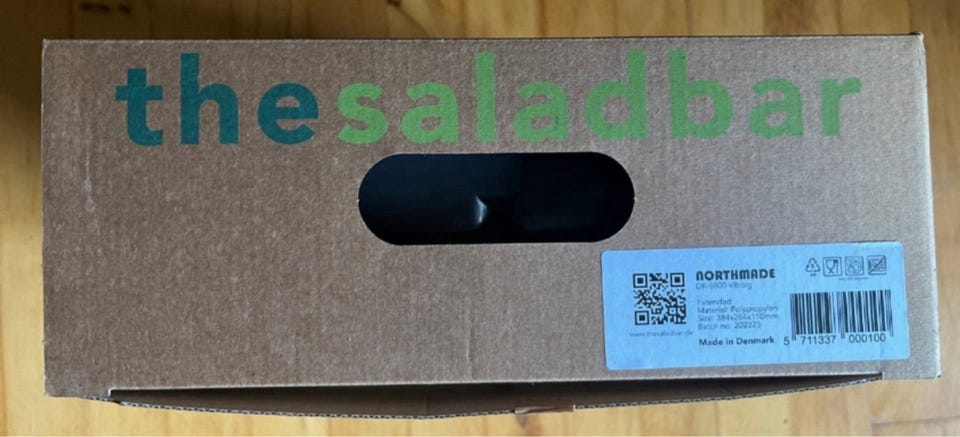 thesaladbar
NORTHMADE
DK-8800 Viborg
Patended
Material: Polypropylen
Size: 384x284x110mm
Batch no: 202223
www.thesaladbar.dk
Made in Denmark
5 711337 000100